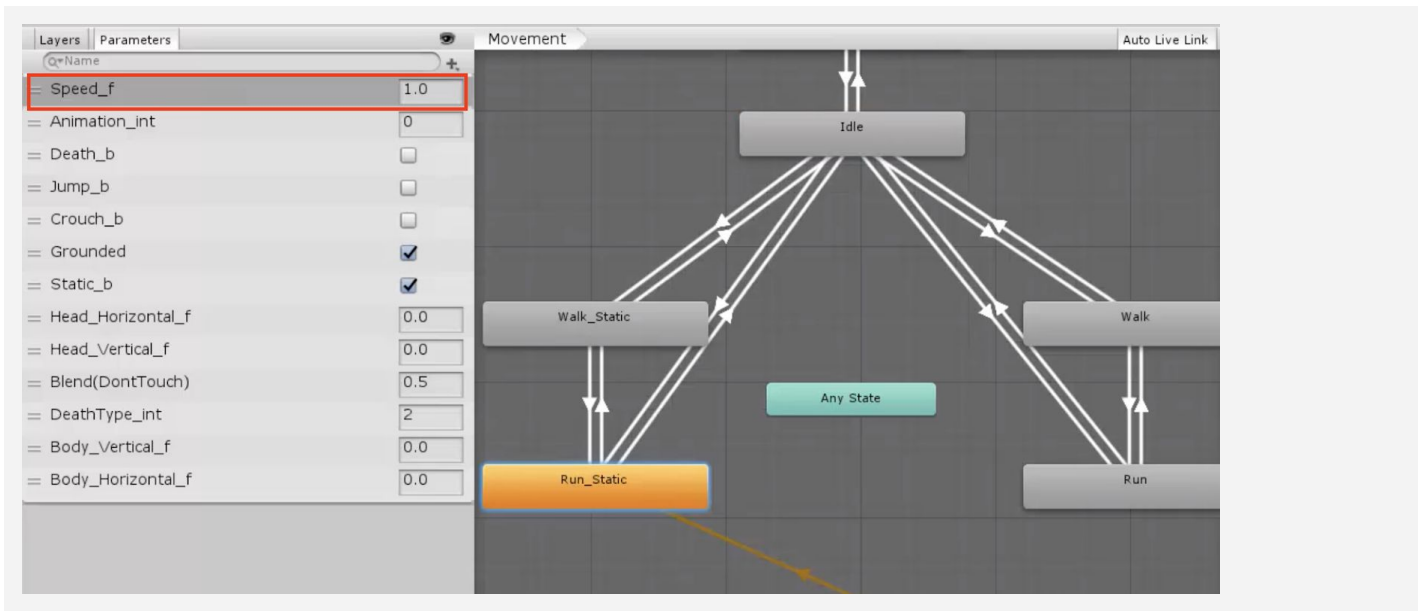 Layers Parameters
Movement
Auto Live Link
Name
Speed_f 1.0
Animation_int 0
Death_b
Jump_b
Crouch_b
Grounded
Static_b
Head_Horizontal_f 0.0
Head_Vertical_f 0.0
Blend(DontTouch) 0.5
DeathType_int 2
Body_Vertical_f 0.0
Body_Horizontal_f 0.0
Idle
Walk_Static
Walk
Any State
Run_Static
Run